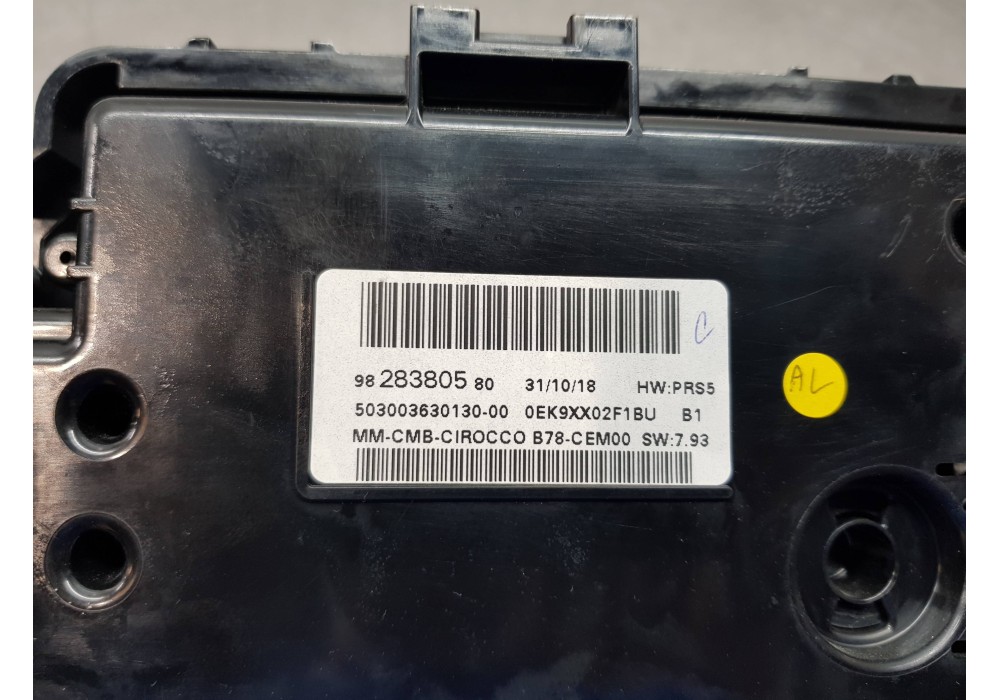 C
98 283805 80 31/10/18 HW:PRS5
503003630130-00 0EK9XX02F1BU B1
MM-CMB-CIROCCO B78-CEM00 SW:7.93
AL